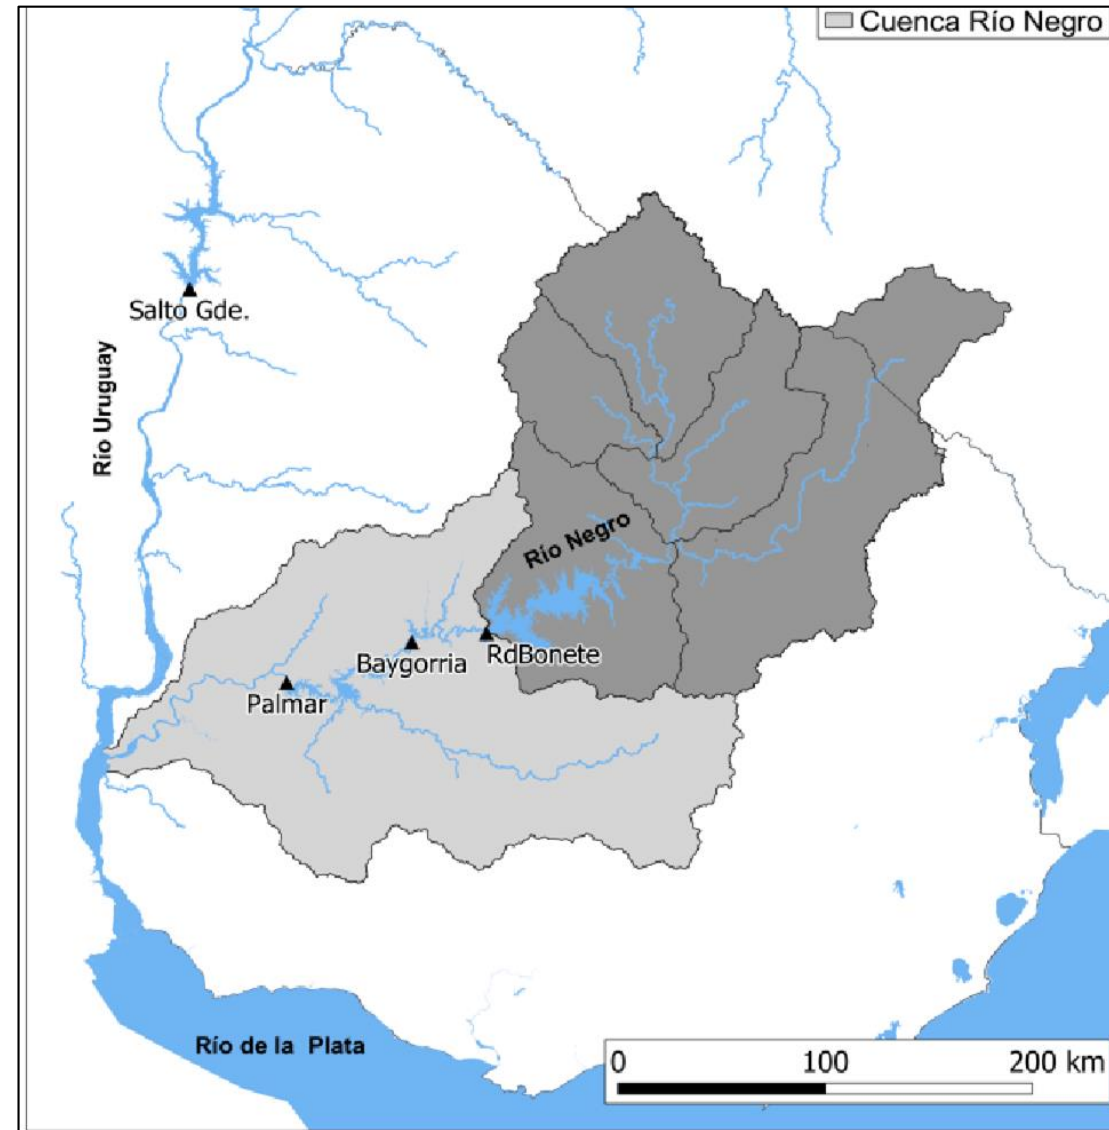 Cuenca Río Negro
Salto Gde.
Río Uruguay
Río Negro
RdBonete
Baygorria
Palmar
Río de la Plata
0 100 200 km